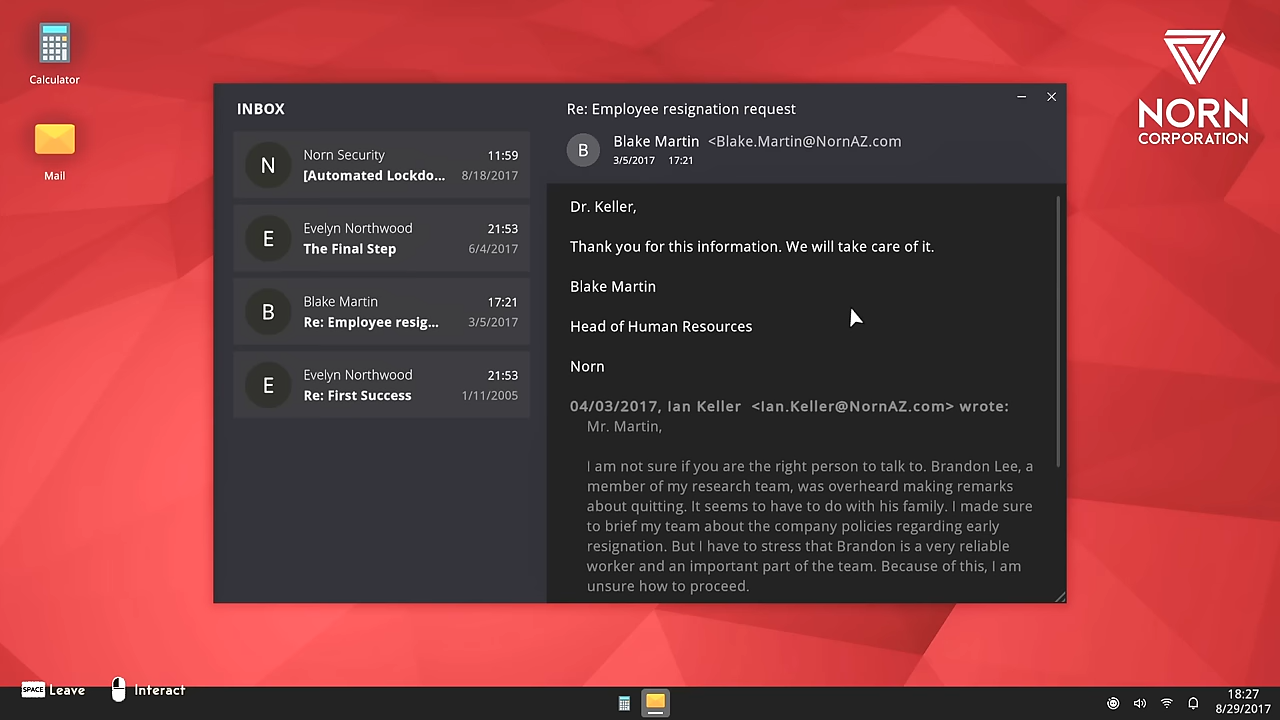 Calculator
Mail
NORN
CORPORATION
INBOX
N
Norn Security
11:59
[Automated Lockdo...
8/18/2017
E
Evelyn Northwood
21:53
The Final Step
6/4/2017
B
Blake Martin
17:21
Re: Employee resig...
3/5/2017
E
Evelyn Northwood
21:53
Re: First Success
1/11/2005
Re: Employee resignation request
B
Blake Martin <Blake.Martin@NornAZ.com
3/5/2017 17:21
Dr. Keller,
Thank you for this information. We will take care of it.
Blake Martin
Head of Human Resources
Norn
04/03/2017, Ian Keller <Ian.Keller@NornAZ.com> wrote:
Mr. Martin,
I am not sure if you are the right person to talk to. Brandon Lee, a
member of my research team, was overheard making remarks
about quitting. It seems to have to do with his family. I made sure
to brief my team about the company policies regarding early
resignation. But I have to stress that Brandon is a very reliable
worker and an important part of the team. Because of this, I am
unsure how to proceed.
SPACE Leave
Interact
18:27
8/29/2017